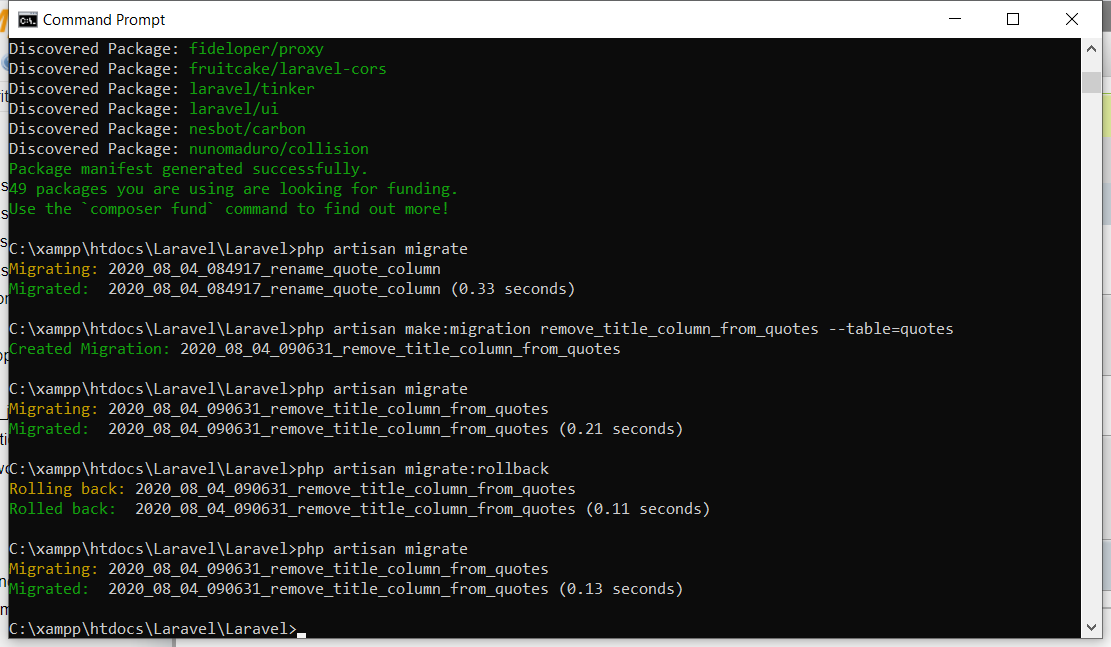 Command Prompt
Discovered Package: fideloper/proxy
Discovered Package: fruitcake/laravel-cors
Discovered Package: laravel/tinker
Discovered Package: laravel/ui
Discovered Package: nesbot/carbon
Discovered Package: nunomaduro/collision
Package manifest generated successfully.
49 packages you are using are looking for funding.
Use the `composer fund` command to find out more!
C:\xampp\htdocs\Laravel\Laravel>php artisan migrate
Migrating: 2020_08_04_084917_rename_quote_column
Migrated:  2020_08_04_084917_rename_quote_column (0.33 seconds)
C:\xampp\htdocs\Laravel\Laravel>php artisan make:migration remove_title_column_from_quotes --table=quotes
Created Migration: 2020_08_04_090631_remove_title_column_from_quotes
C:\xampp\htdocs\Laravel\Laravel>php artisan migrate
Migrating: 2020_08_04_090631_remove_title_column_from_quotes
Migrated:  2020_08_04_090631_remove_title_column_from_quotes (0.21 seconds)
C:\xampp\htdocs\Laravel\Laravel>php artisan migrate:rollback
Rolling back: 2020_08_04_090631_remove_title_column_from_quotes
Rolled back:  2020_08_04_090631_remove_title_column_from_quotes (0.11 seconds)
C:\xampp\htdocs\Laravel\Laravel>php artisan migrate
Migrating: 2020_08_04_090631_remove_title_column_from_quotes
Migrated:  2020_08_04_090631_remove_title_column_from_quotes (0.13 seconds)
C:\xampp\htdocs\Laravel\Laravel>